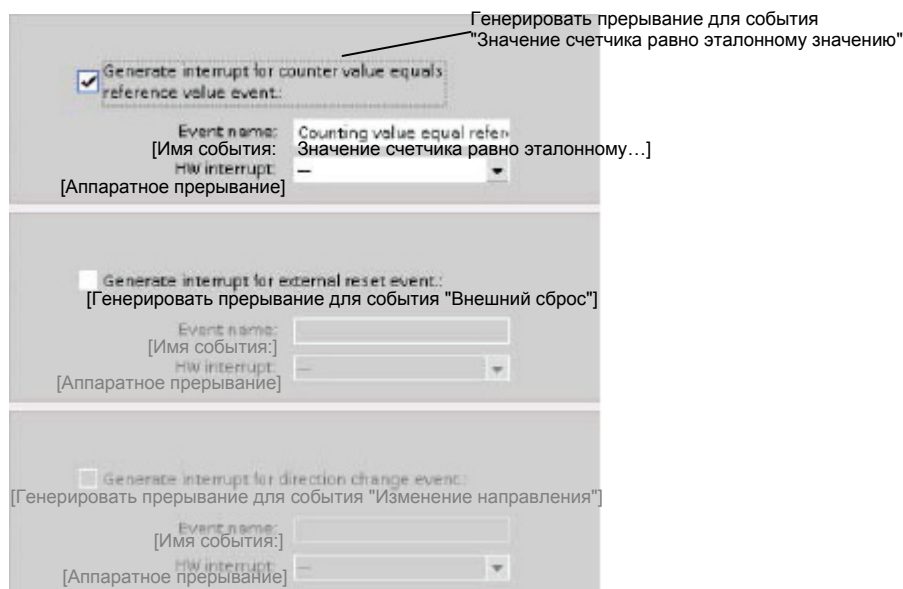 Генерировать прерывание для события
"Значение счетчика равно эталонному значению"
Generate interrupt for counter value equals
reference value event.:
Event name: Counting value equal refer
[Имя события: Значение счетчика равно эталонному…]
HW interrupt: —
[Аппаратное прерывание]
Generate interrupt for external reset event.:
[Генерировать прерывание для события "Внешний сброс"]
Event name:
[Имя события:]
HW interrupt: —
[Аппаратное прерывание]
Generate interrupt for direction change event.:
[Генерировать прерывание для события "Изменение направления"]
Event name:
[Имя события:]
HW interrupt: —
[Аппаратное прерывание]